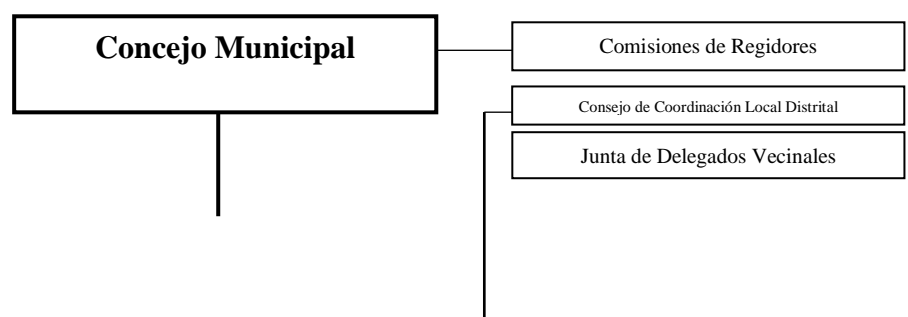 Concejo Municipal
Comisiones de Regidores
Consejo de Coordinación Local Distrital
Junta de Delegados Vecinales